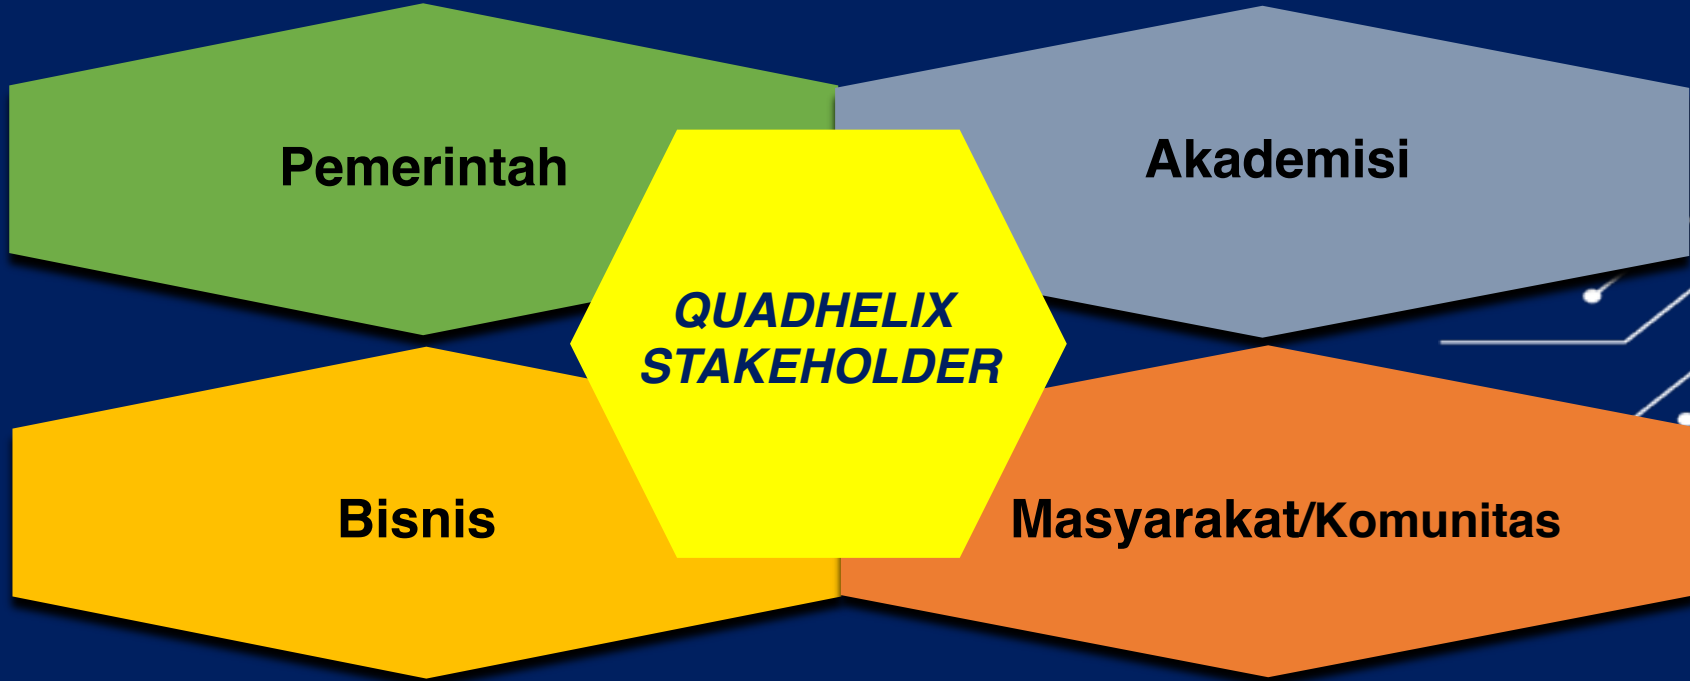 Pemerintah
Akademisi
QUADHELIX
STAKEHOLDER
Bisnis
Masyarakat/Komunitas